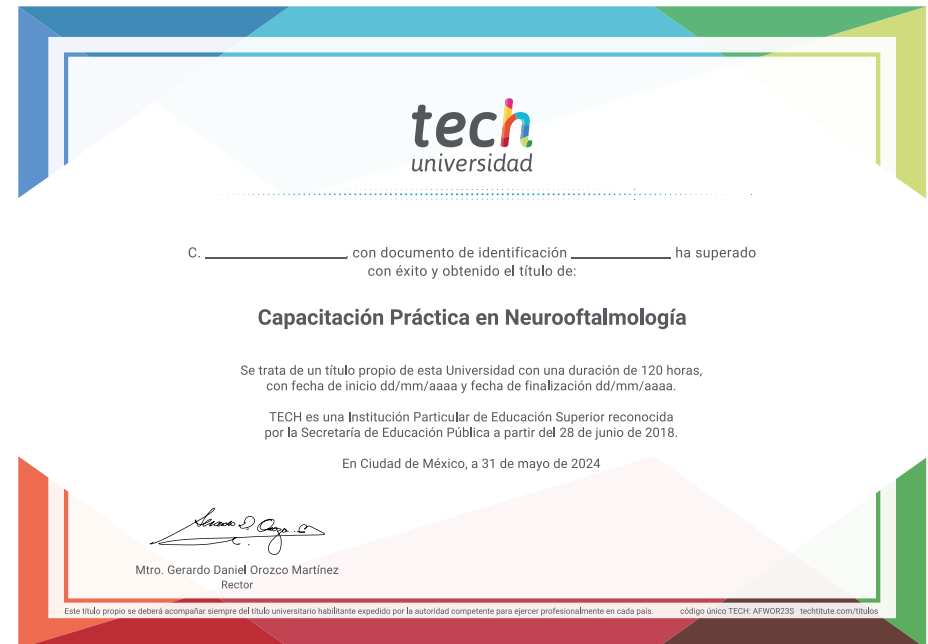 tech
universidad
C. ____________, con documento de identificación ________ ha superado
con éxito y obtenido el título de:
Capacitación Práctica en Neurooftalmología
Se trata de un título propio de esta Universidad con una duración de 120 horas,
con fecha de inicio dd/mm/aaaa y fecha de finalización dd/mm/aaaa.
TECH es una Institución Particular de Educación Superior reconocida
por la Secretaría de Educación Pública a partir del 28 de junio de 2018.
En Ciudad de México, a 31 de mayo de 2024
Mtro. Gerardo Daniel Orozco Martínez
Rector
Este título propio se deberá acompañar siempre del título universitario habilitante expedido por la autoridad competente para ejercer profesionalmente en cada país. código único TECH: AFWOR23S techtitute.com/titulos